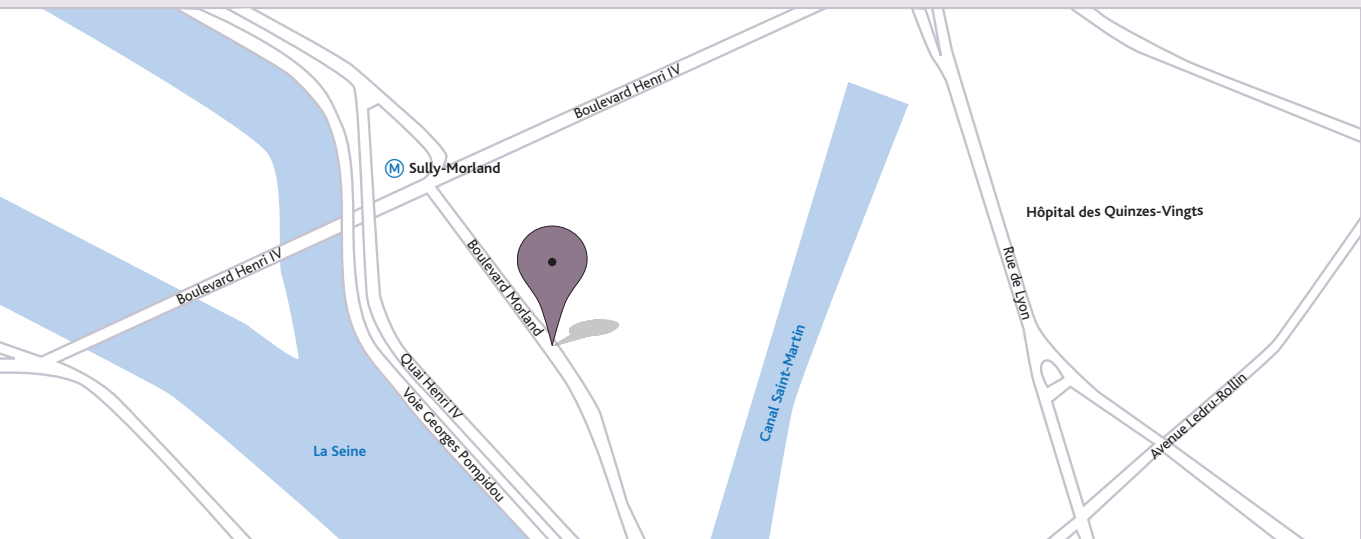 Boulevard Henri IV
M Sully-Morland
Hôpital des Quinzes-Vingts
Boulevard Henri IV
Boulevard Morland
Rue de Lyon
Canal Saint-Martin
Quai Henri IV
Voie Georges Pompidou
Avenue Ledru-Rollin
La Seine